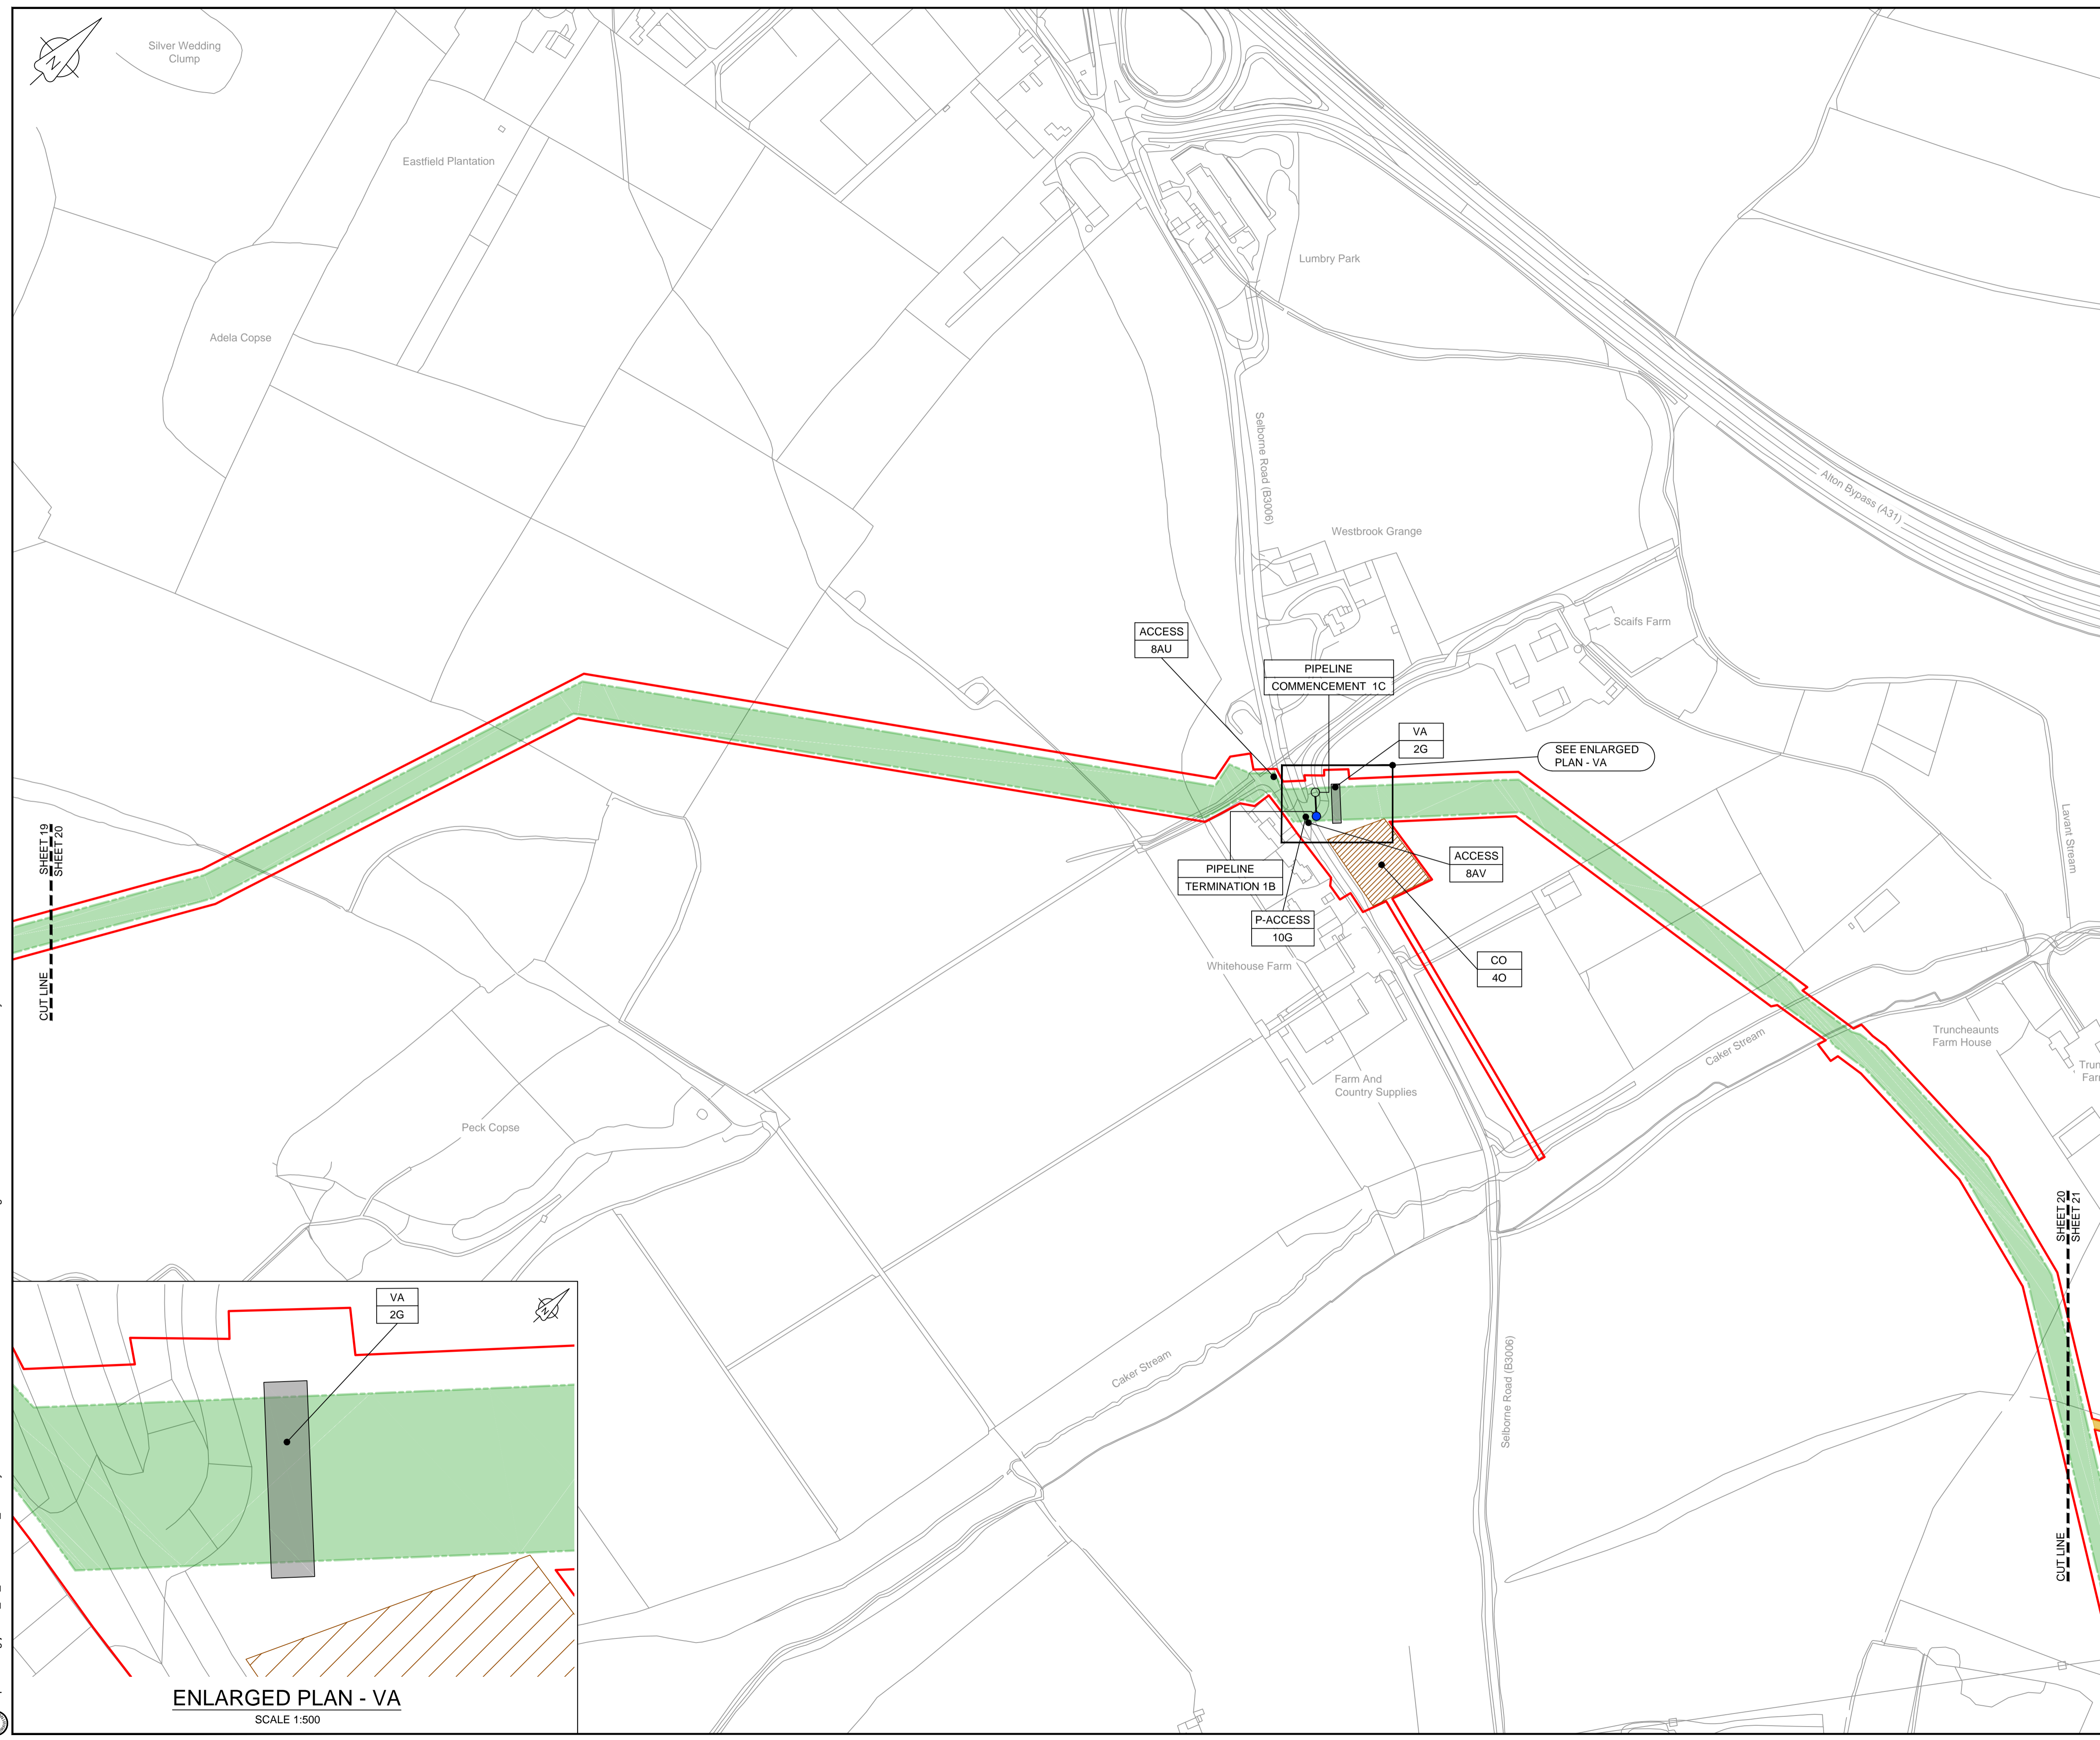 Silver Wedding
Clump
Eastfield Plantation
Adela Copse
Lumbry Park
Selborne Road (B3006)
Alton Bypass (A31)
Westbrook Grange
Scaifs Farm
ACCESS
8AU
PIPELINE
COMMENCEMENT 1C
VA
2G
SEE ENLARGED
PLAN - VA
SHEET 19
SHEET 20
CUT LINE
PIPELINE
TERMINATION 1B
ACCESS
8AV
P-ACCESS
10G
CO
4O
Whitehouse Farm
Lavant Stream
Farm And
Country Supplies
Caker Stream
Truncheaunts
Farm House
Peck Copse
SHEET 20
SHEET 21
CUT LINE
Caker Stream
Selborne Road (B3006)
N
VA
2G
N
ENLARGED PLAN - VA
SCALE 1:500